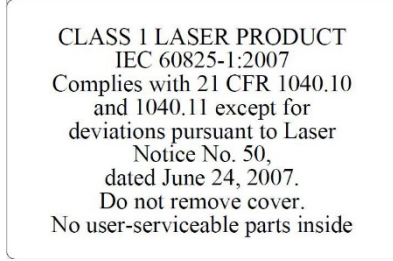 CLASS 1 LASER PRODUCT
IEC 60825-1:2007
Complies with 21 CFR 1040.10
and 1040.11 except for
deviations pursuant to Laser
Notice No. 50,
dated June 24, 2007.
Do not remove cover.
No user-serviceable parts inside